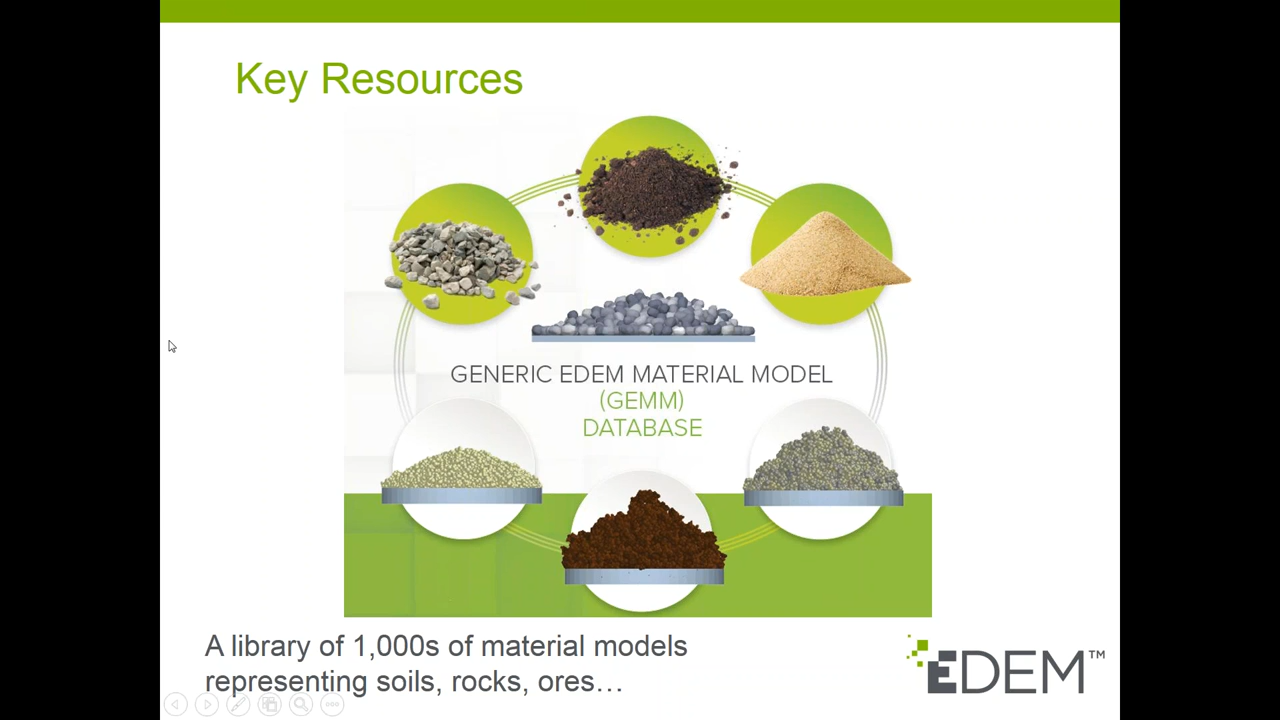 Key Resources
GENERIC EDEM MATERIAL MODEL
(GEMM)
DATABASE
A library of 1,000s of material models
representing soils, rocks, ores…
EDEM™